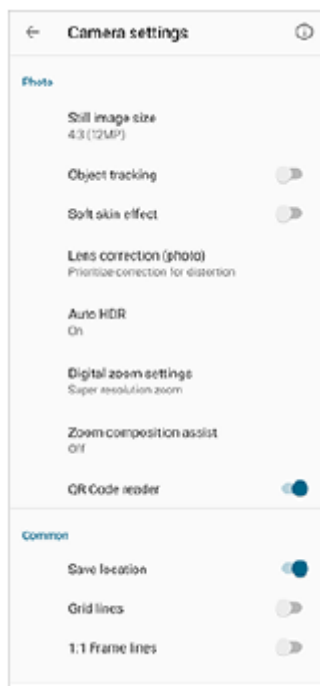 Camera settings
Photo
Still image size
4:3 (12MP)
Object tracking
Soft skin effect
Lens correction (photo)
Prioritize correction for distortion
Auto HDR
On
Digital zoom settings
Super resolution zoom
Zoom composition assist
Off
QR Code reader
Common
Save location
Grid lines
1:1 Frame lines